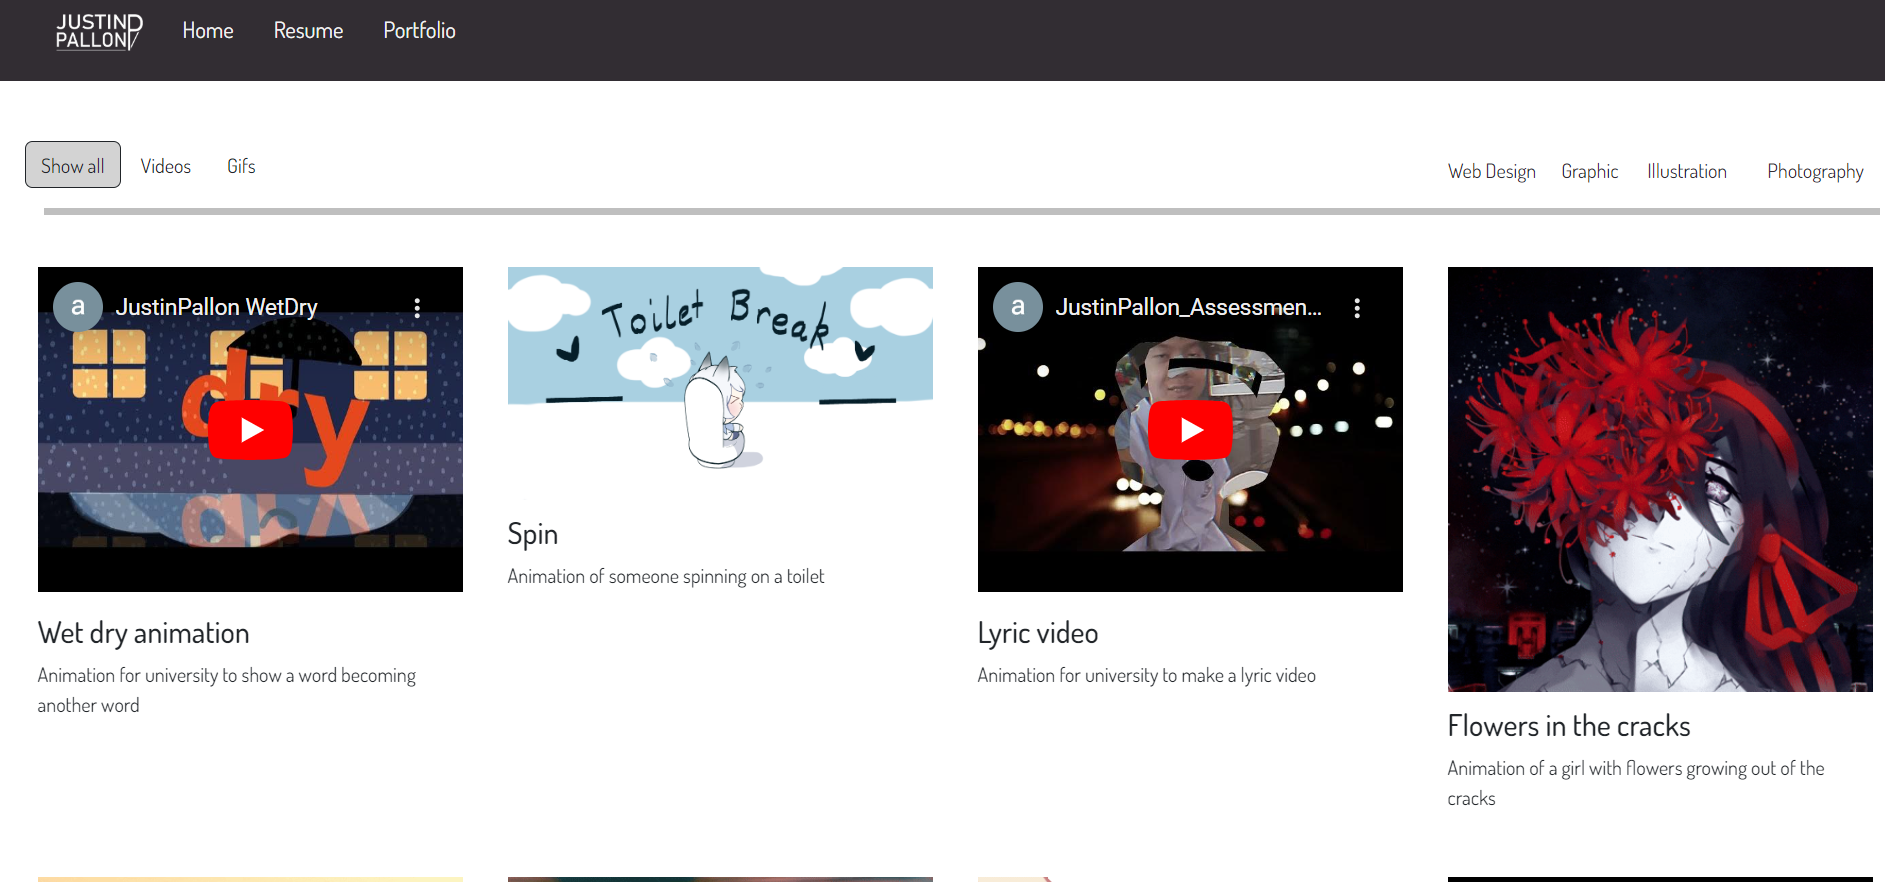 JUSTIN
PALLON
Home Resume Portfolio
Show all Videos Gifs
Web Design Graphic Illustration Photography
a JustinPallon WetDry
dry
Toilet Break
a JustinPallon_Assessmen...
Spin
Animation of someone spinning on a toilet
Wet dry animation
Animation for university to show a word becoming
another word
Lyric video
Animation for university to make a lyric video
Flowers in the cracks
Animation of a girl with flowers growing out of the
cracks